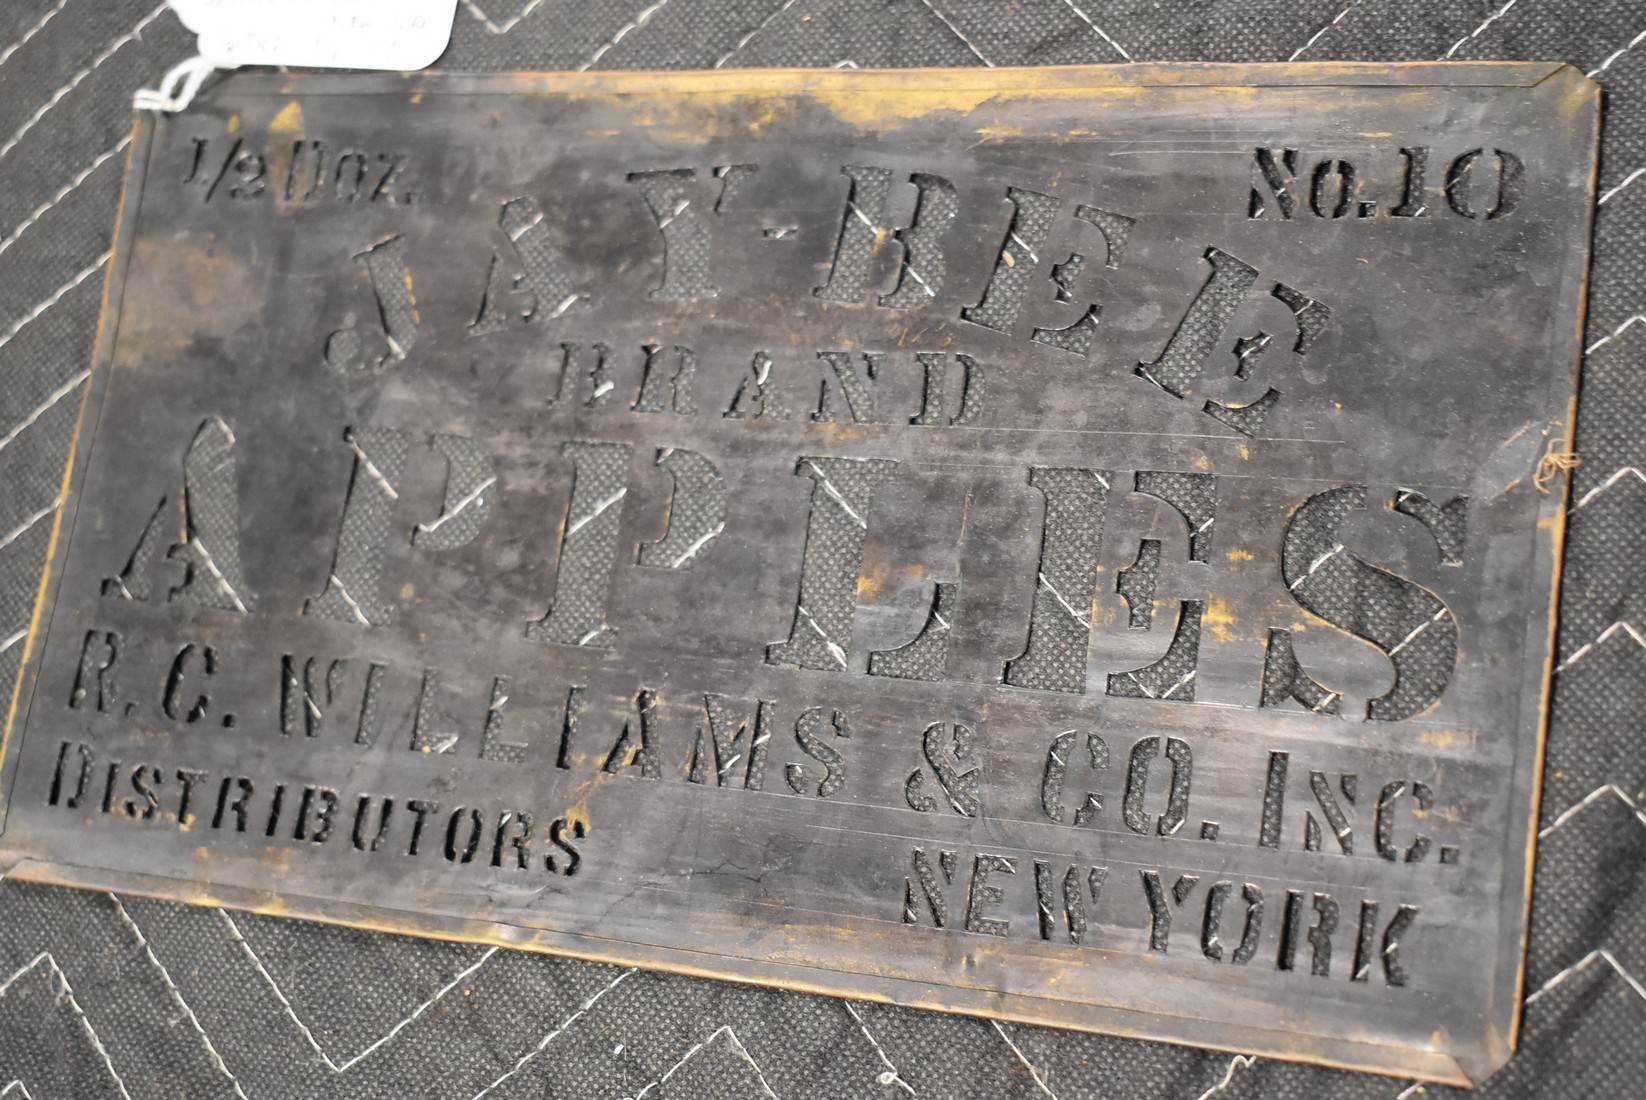 1/2 Doz.
No. 10
JAY-BEE
BRAND
APPLES
R. C. WILLIAMS & CO. INC.
DISTRIBUTORS
NEW YORK